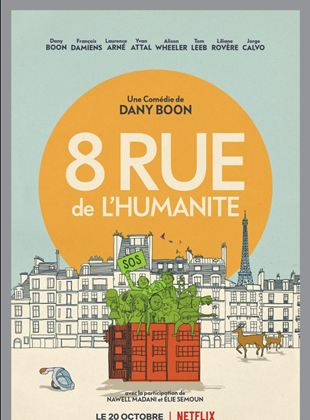 Dany François Laurence Yvan Alison Tom Liliane Jorge
BOON DAMIENS ARNÉ ATTAL WHEELER LEEB ROVÈRE CALVO
Une Comédie de
DANY BOON
8 RUE
de L'HUMANITE
SOS
avec la participation de
NAWELL MADANI et ÉLIE SEMOUN
LE 20 OCTOBRE | NETFLIX